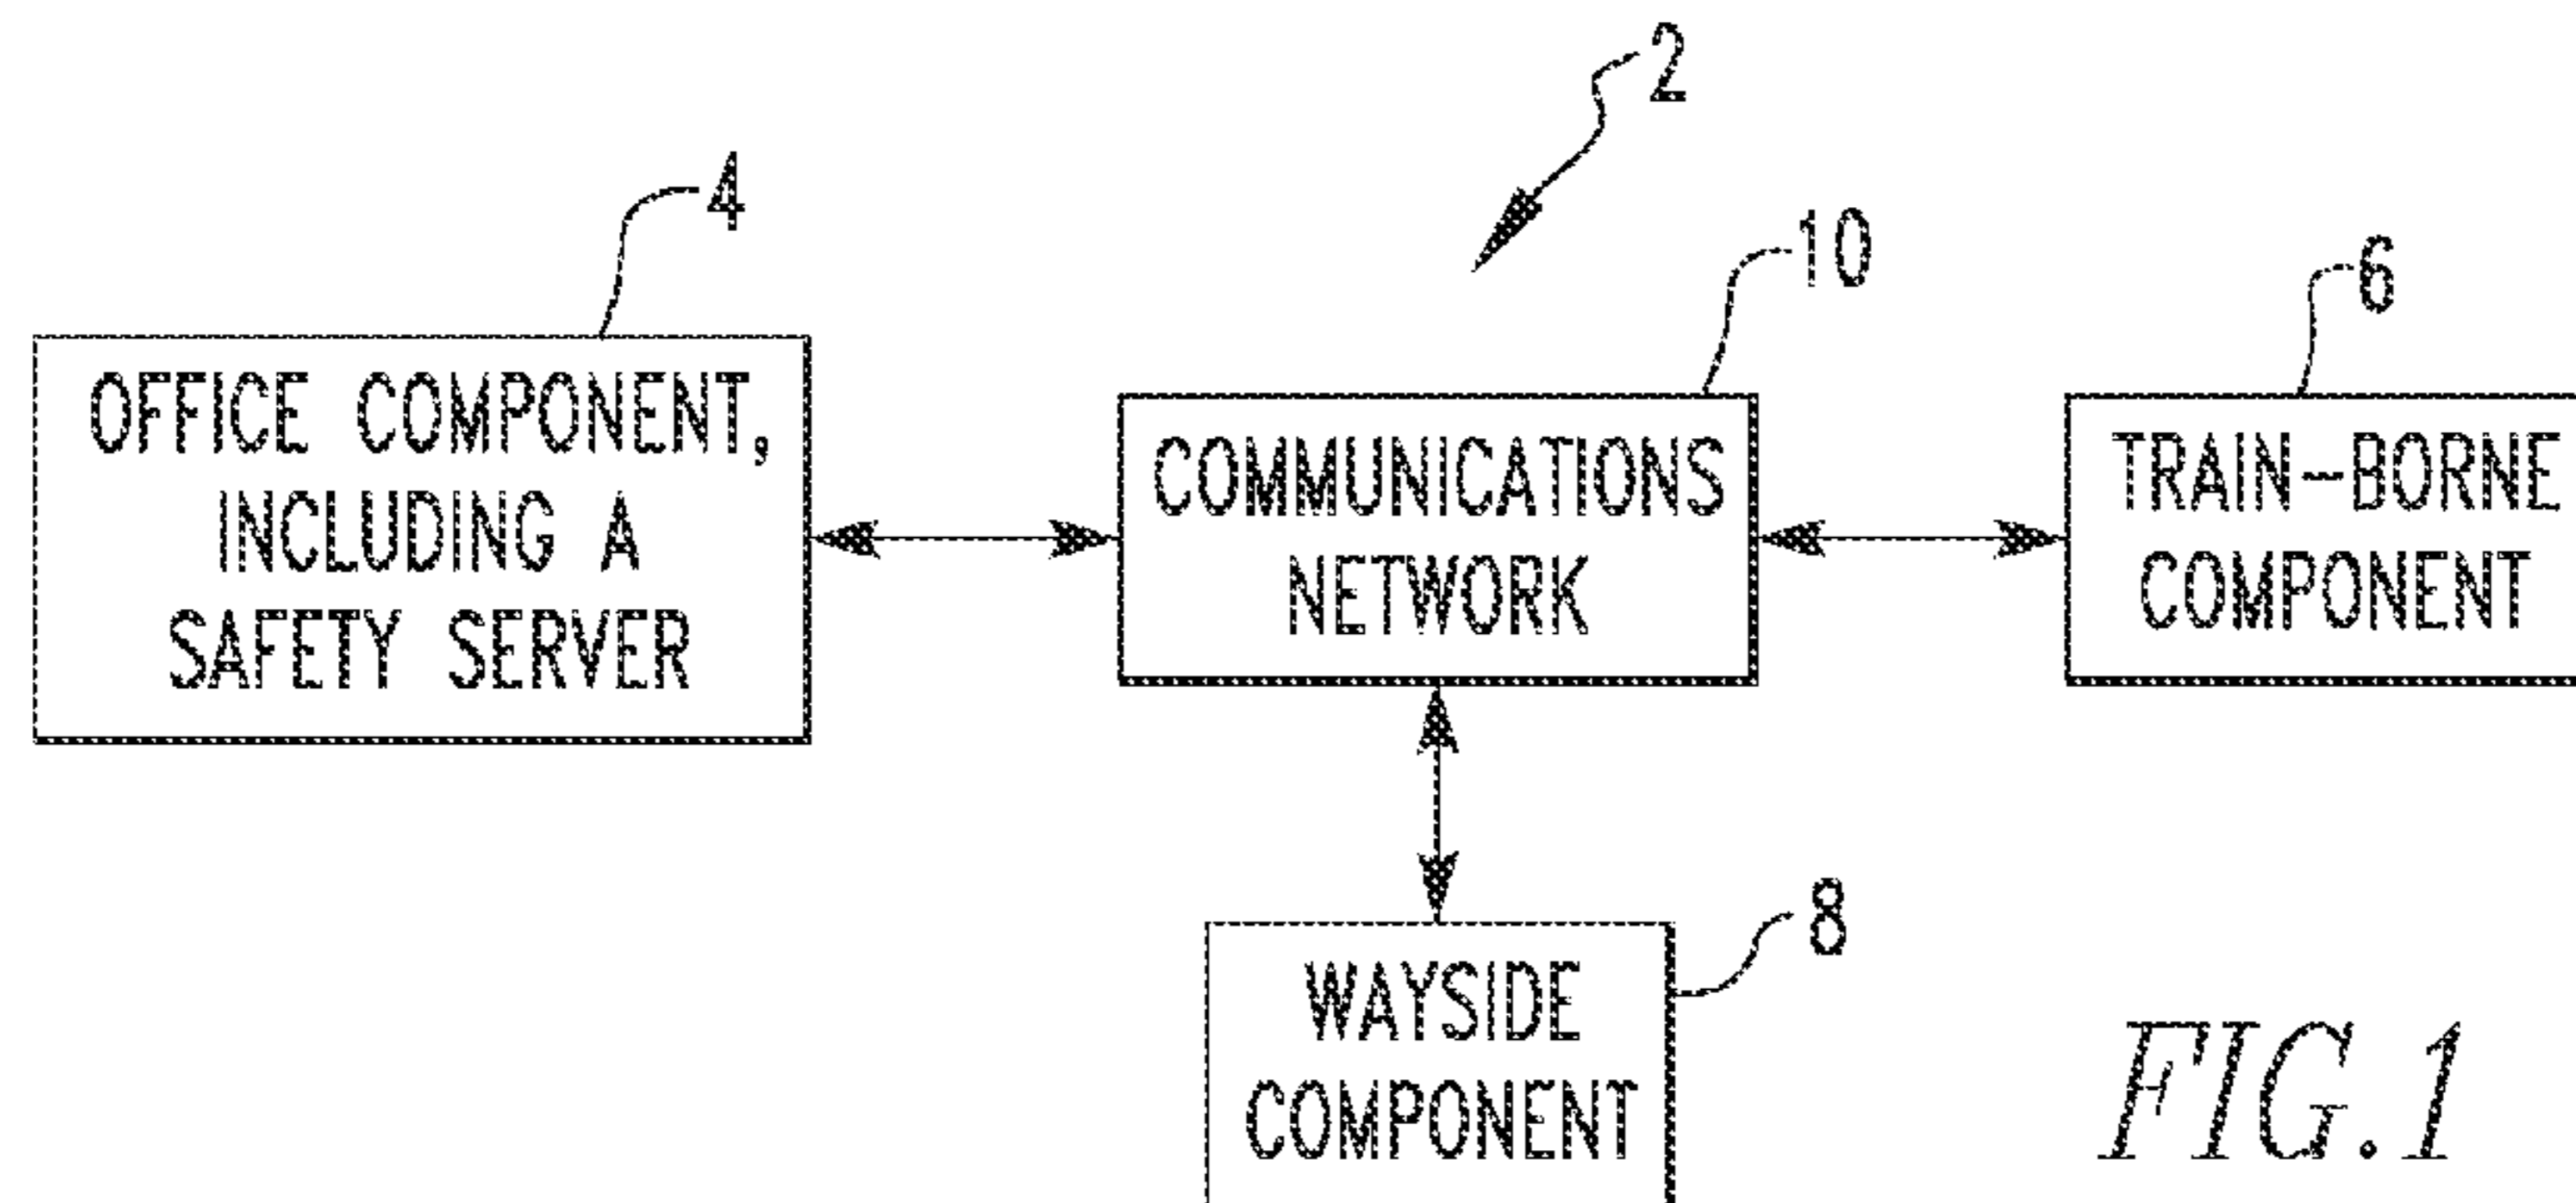 2
4
10
6
OFFICE COMPONENT,
INCLUDING A
SAFETY SERVER
COMMUNICATIONS
NETWORK
TRAIN-BORNE
COMPONENT
8
WAYSIDE
COMPONENT
FIG.1